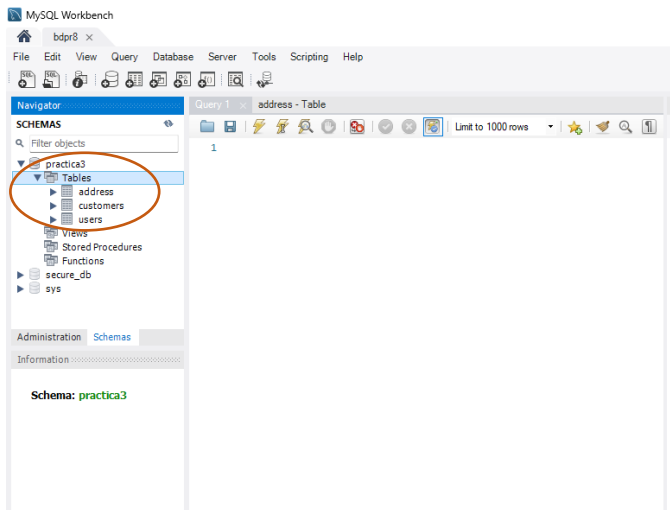 MySQL Workbench
bdpr8 ×
File Edit View Query Database Server Tools Scripting Help
Navigator
SCHEMAS
Filter objects
practica3
Tables
address
customers
users
Views
Stored Procedures
Functions
secure_db
sys
Administration Schemas
Information
Schema: practica3
Query 1 × address - Table
Limit to 1000 rows
1